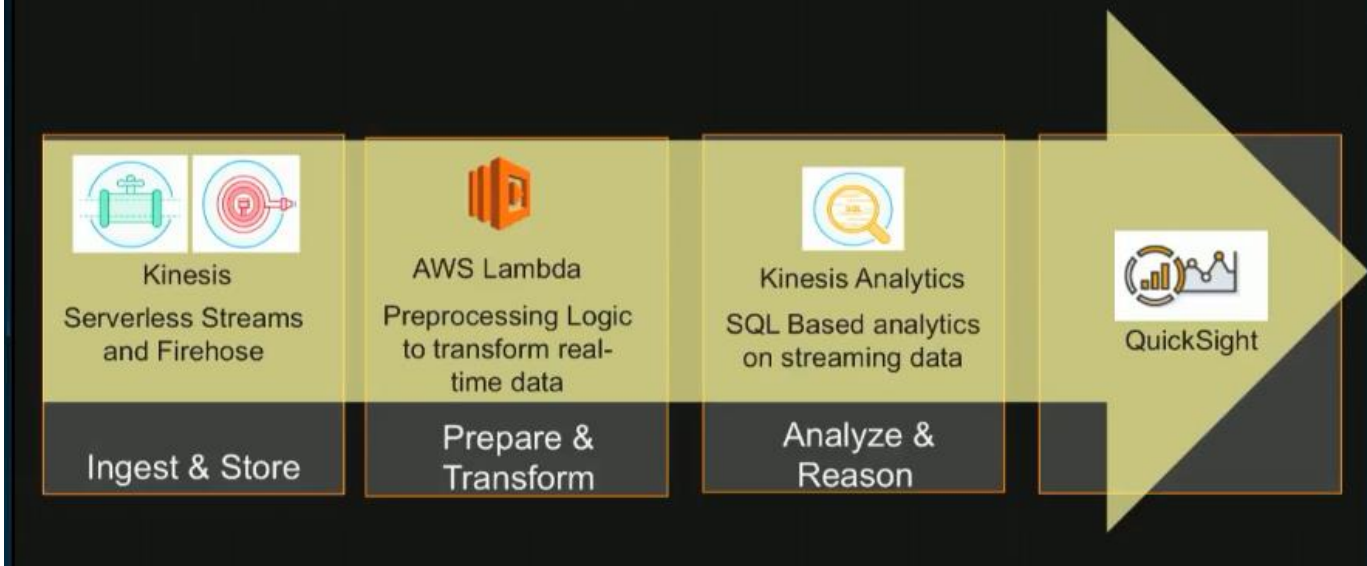 Kinesis
Serverless Streams
and Firehose
Ingest & Store
AWS Lambda
Preprocessing Logic
to transform real-
time data
Prepare &
Transform
SQL
Kinesis Analytics
SQL Based analytics
on streaming data
Analyze &
Reason
QuickSight